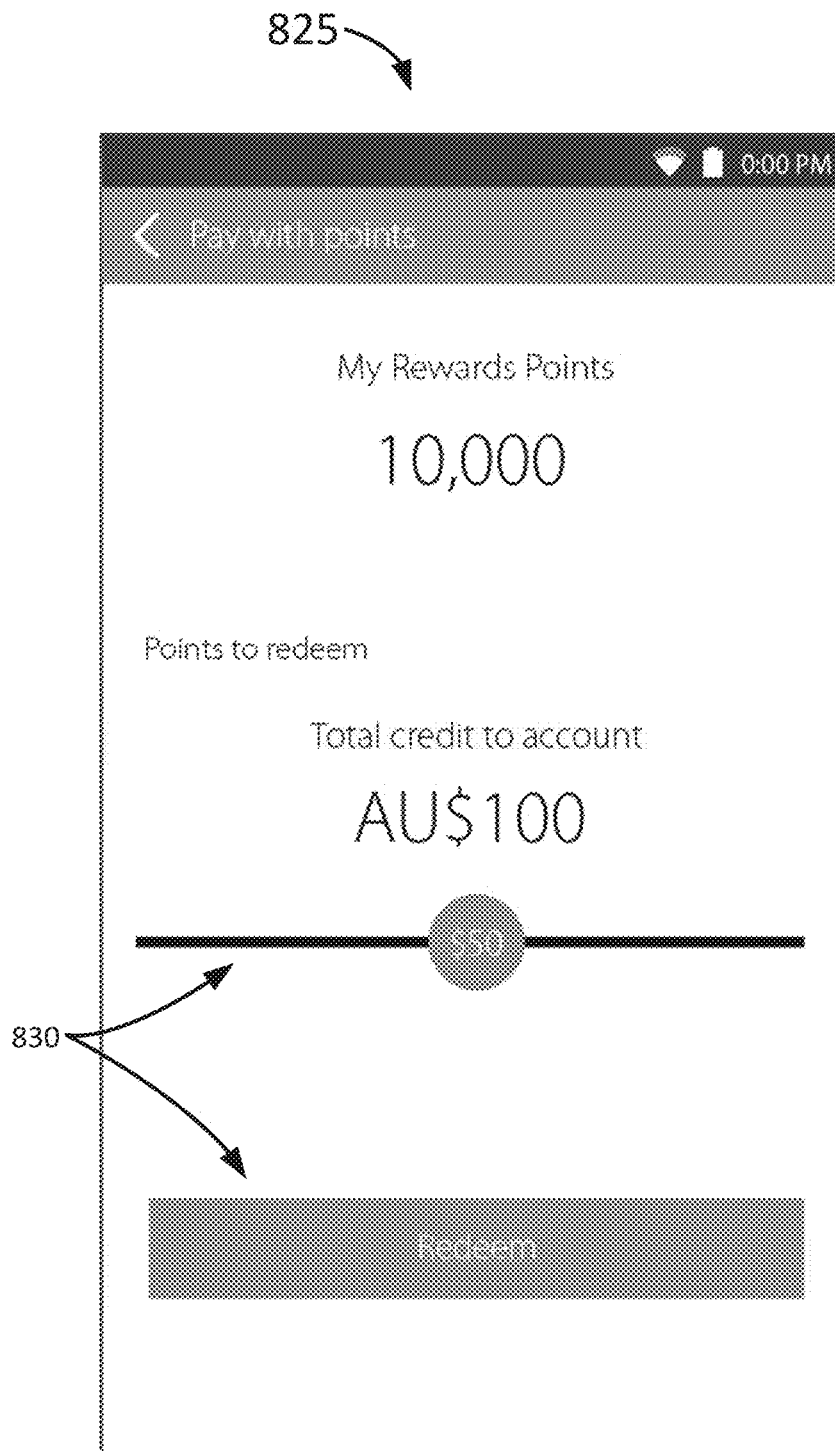 825
0:00 PM
Pay with points
My Rewards Points
10,000
Points to redeem
Total credit to account
AU$100
$50
830
Redeem